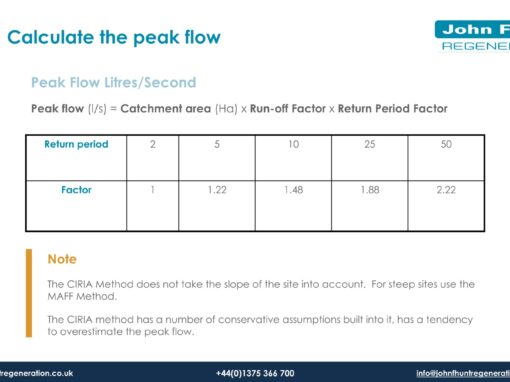 Calculate the peak flow
John F
REGENE
Peak Flow Litres/Second
Peak flow (l/s) = Catchment area (Ha) x Run-off Factor x Return Period Factor
Return period 2 5 10 25 50
Factor 1 1.22 1.48 1.88 2.22
Note
The CIRIA Method does not take the slope of the site into account. For steep sites use the
MAFF Method.
The CIRIA method has a number of conservative assumptions built into it, has a tendency
to overestimate the peak flow.
tregeneration.co.uk +44(0)1375 366 700 info@johnfhuntregenerati